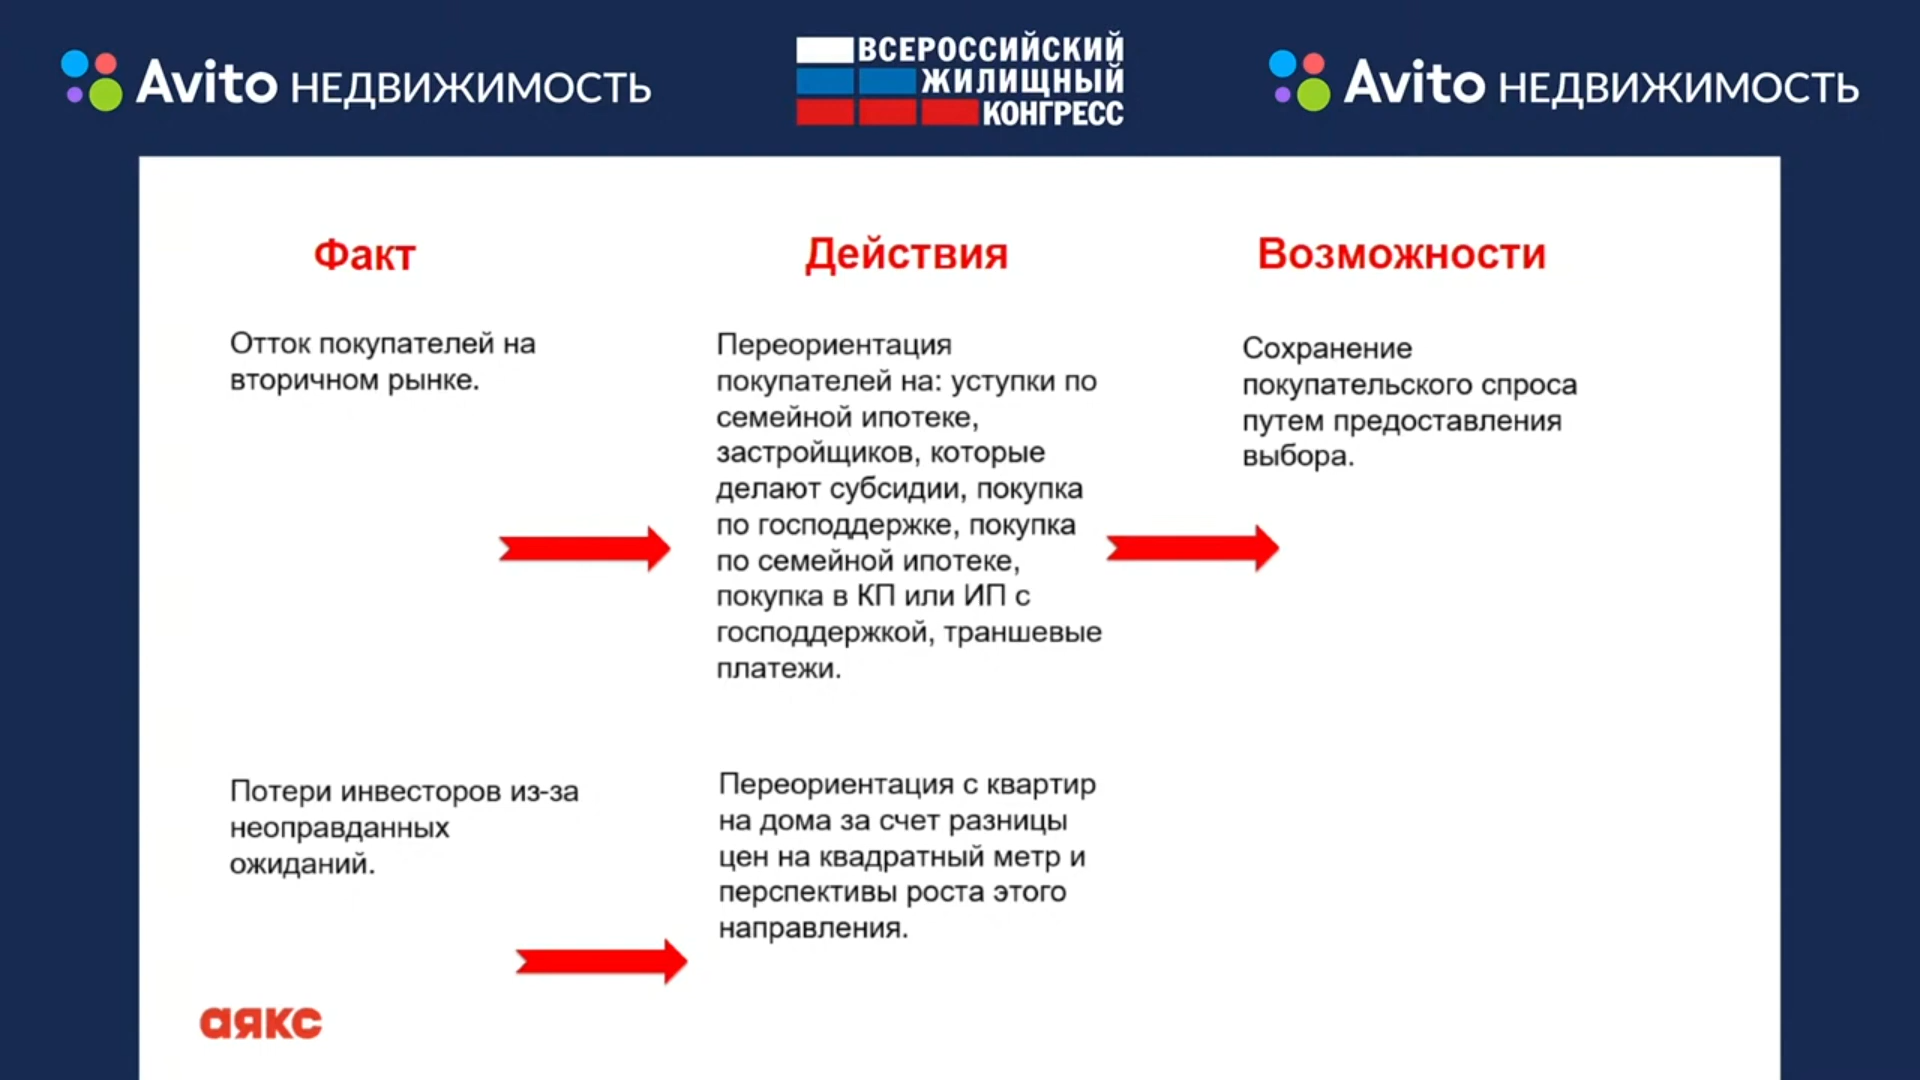 Avito НЕДВИЖИМОСТЬ
ВСЕРОССИЙСКИЙ
ЖИЛИЩНЫЙ
КОНГРЕСС
Avito НЕДВИЖИМОСТЬ
Факт
Действия
Возможности
Отток покупателей на
вторичном рынке.
Переориентация
покупателей на: уступки по
семейной ипотеке,
застройщиков, которые
делают субсидии, покупка
по господдержке, покупка
по семейной ипотеке,
покупка в КП или ИП с
господдержкой, траншевые
платежи.
Сохранение
покупательского спроса
путем предоставления
выбора.
Потери инвесторов из-за
неоправданных
ожиданий.
Переориентация с квартир
на дома за счет разницы
цен на квадратный метр и
перспективы роста этого
направления.
аякс